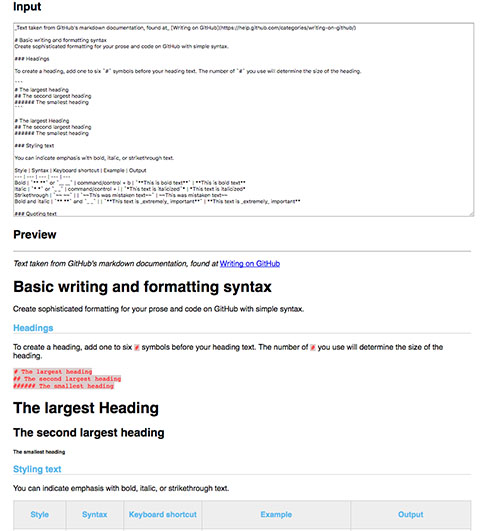 Input
_Text taken from GitHub's markdown documentation, found at_ [Writing on GitHub](https://help.github.com/categories/writing-on-github/)
# Basic writing and formatting syntax
Create sophisticated formatting for your prose and code on GitHub with simple syntax.
### Headings
To create a heading, add one to six `#` symbols before your heading text. The number of `#` you use will determine the size of the heading.
```
# The largest heading
## The second largest heading
###### The smallest heading
```
# The largest Heading
## The second largest heading
###### The smallest heading
### Styling text
You can indicate emphasis with bold, italic, or strikethrough text.
Style | Syntax | Keyboard shortcut | Example | Output
--- | --- | --- | --- | ---
Bold | `** **` or `__ __` | command/control + b | `**This is bold text**` | **This is bold text**
Italic | `* *` or `_ _` | command/control + i | `*This text is italicized*` | *This text is italicized*
Strikethrough | `~~ ~~` | | `~~This was mistaken text~~` | ~~This was mistaken text~~
Bold and italic | `** **` and `_ _` | | `**This text is _extremely_ important**` | **This text is _extremely_ important**
### Quoting text
Preview
Text taken from GitHub's markdown documentation, found at Writing on GitHub
Basic writing and formatting syntax
Create sophisticated formatting for your prose and code on GitHub with simple syntax.
Headings
To create a heading, add one to six # symbols before your heading text. The number of # you use will determine the size of the
heading.
# The largest heading
## The second largest heading
###### The smallest heading
The largest Heading
The second largest heading
The smallest heading
Styling text
You can indicate emphasis with bold, italic, or strikethrough text.
Style Syntax Keyboard shortcut Example Output